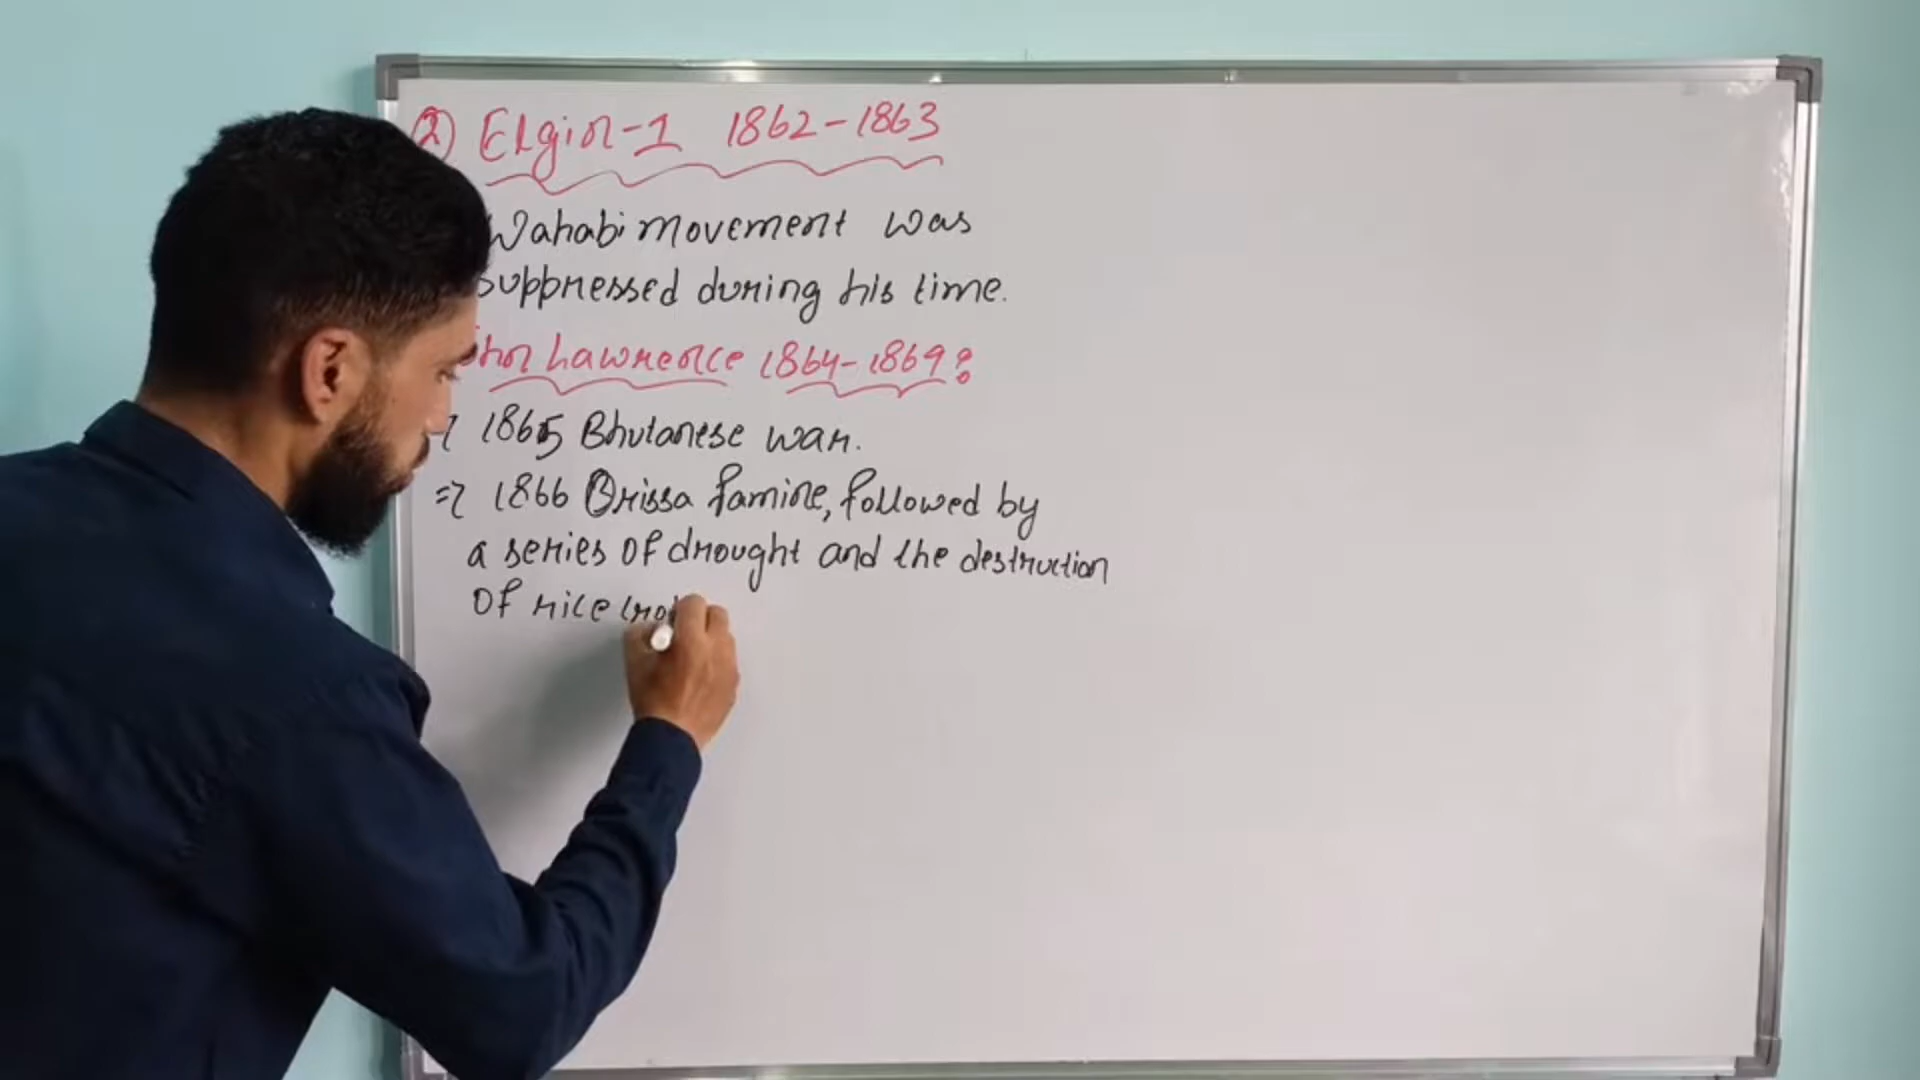 ② Elgin-1 1862-1863
Wahabi movement was
suppressed during his time.
Lawrence 1864-1869:
1865 Bhutanese war.
⇒ 1866 Orissa famine, followed by
a series of drought and the destruction
of rice